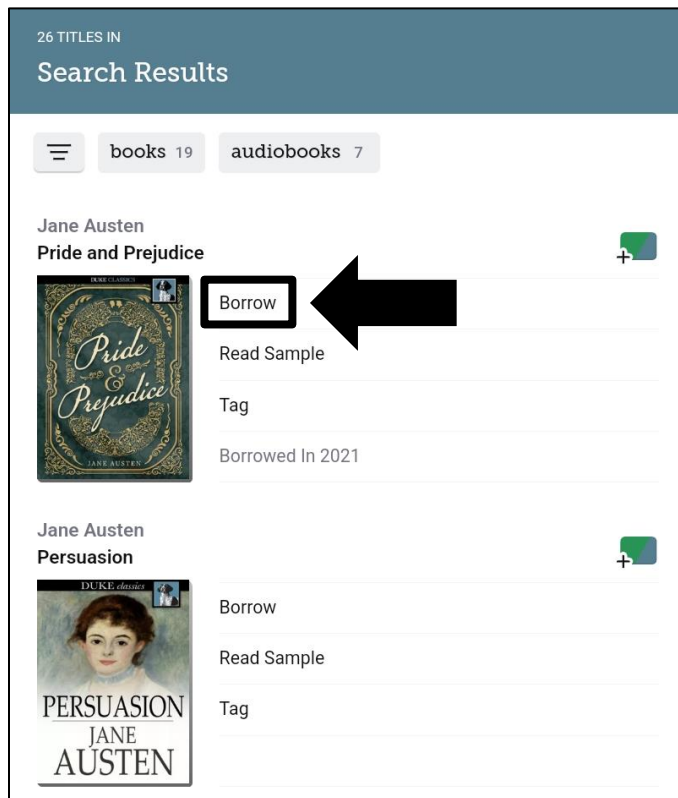 26 TITLES IN
Search Results
books 19 audiobooks 7
Jane Austen
Pride and Prejudice
DUKE CLASSICS
Pride
&
Prejudice
JANE AUSTEN
Borrow
Read Sample
Tag
Borrowed In 2021
Jane Austen
Persuasion
DUKE classics
PERSUASION
JANE
AUSTEN
Borrow
Read Sample
Tag